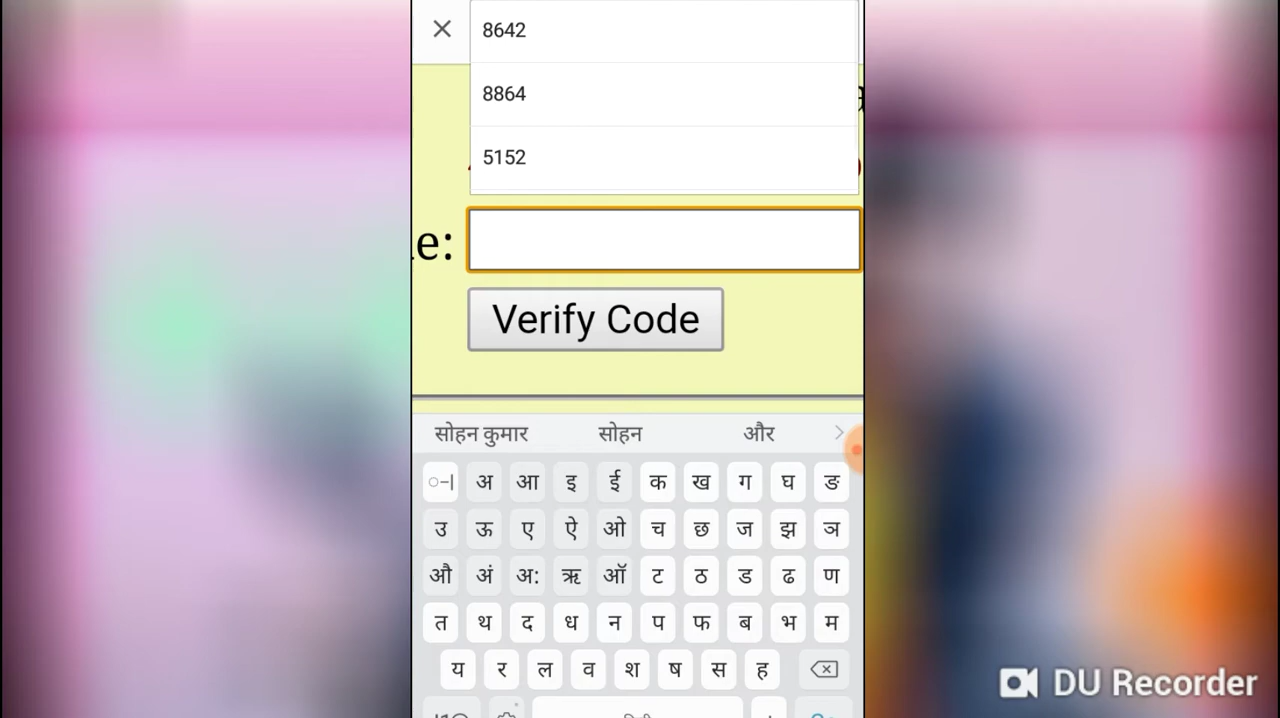 8642
8864
5152
e:
Verify Code
सोहन कुमार सोहन और
अ आ इ ई क ख ग घ ङ
उ ऊ ए ऐ ओ च छ ज झ ञ
औ अं अः ऋ ऑ ट ठ ड ढ ण
त थ द ध न प फ ब भ म
य र ल व श ष स ह
DU Recorder